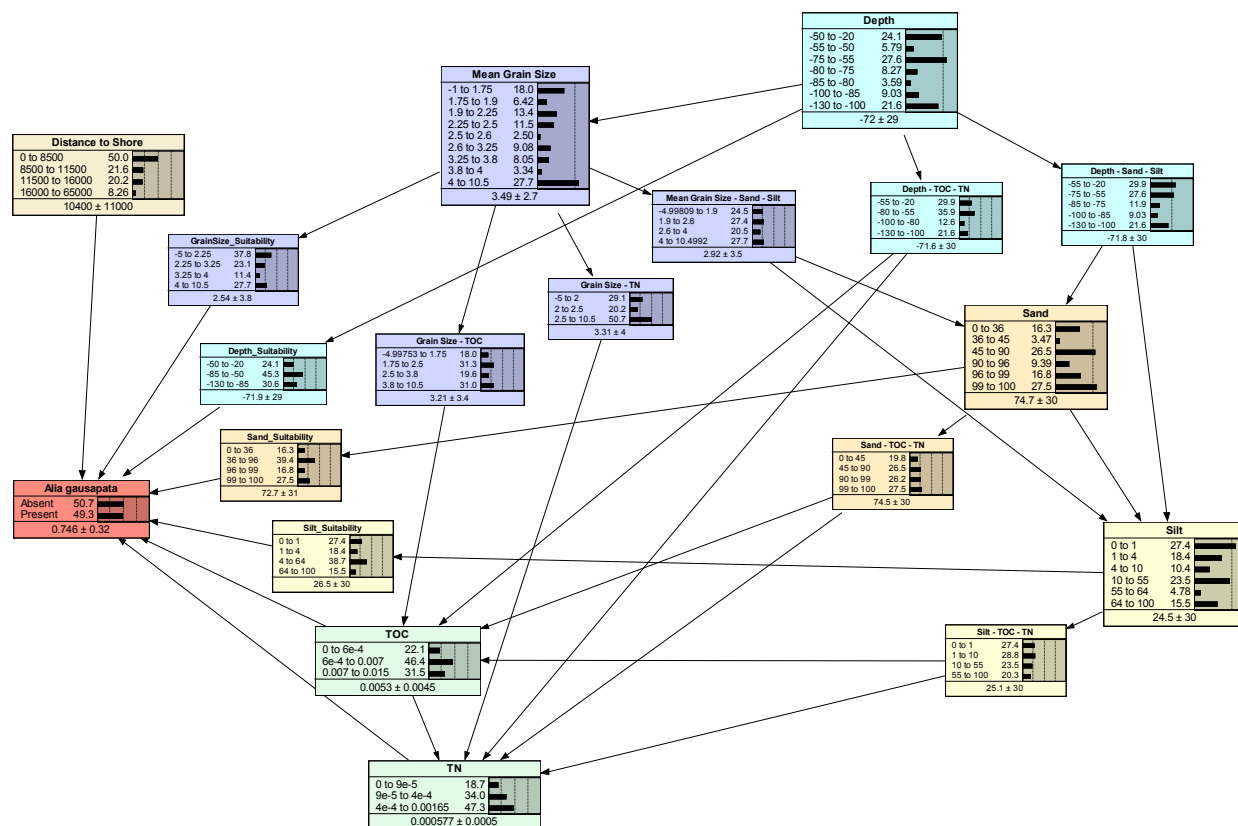 Depth
-50 to -20 24.1
-55 to -50 5.79
-75 to -55 27.6
-80 to -75 8.27
-85 to -80 3.59
-100 to -85 9.03
-130 to -100 21.6
-72 ± 29
Mean Grain Size
-1 to 1.75 18.0
1.75 to 1.9 6.42
1.9 to 2.25 13.4
2.25 to 2.5 11.5
2.5 to 2.6 2.50
2.6 to 3.25 9.08
3.25 to 3.8 8.05
3.8 to 4 3.34
4 to 10.5 27.7
3.49 ± 2.7
Distance to Shore
0 to 8500 50.0
8500 to 11500 21.6
11500 to 16000 20.2
16000 to 65000 8.26
10400 ± 11000
Mean Grain Size - Sand - Silt
-4.99809 to 1.9 24.5
1.9 to 2.6 27.4
2.6 to 4 20.5
4 to 10.4992 27.7
2.92 ± 3.5
Depth - TOC - TN
-55 to -20 29.9
-80 to -55 35.9
-100 to -80 12.6
-130 to -100 21.6
-71.6 ± 30
Depth - Sand - Silt
-55 to -20 29.9
-75 to -55 27.6
-85 to -75 11.9
-100 to -85 9.03
-130 to -100 21.6
-71.8 ± 30
GrainSize_Suitability
-5 to 2.25 37.8
2.25 to 3.25 23.1
3.25 to 4 11.4
4 to 10.5 27.7
2.54 ± 3.8
Grain Size - TN
-5 to 2 29.1
2 to 2.5 20.2
2.5 to 10.5 50.7
3.31 ± 4
Sand
0 to 36 16.3
36 to 45 3.47
45 to 90 26.5
90 to 96 9.39
96 to 99 16.8
99 to 100 27.5
74.7 ± 30
Depth_Suitability
-50 to -20 24.1
-85 to -50 45.3
-130 to -85 30.6
-71.9 ± 29
Grain Size - TOC
-4.99753 to 1.75 18.0
1.75 to 2.5 31.3
2.5 to 3.8 19.6
3.8 to 10.5 31.0
3.21 ± 3.4
Sand_Suitability
0 to 36 16.3
36 to 96 39.4
96 to 99 16.8
99 to 100 27.5
72.7 ± 31
Sand - TOC - TN
0 to 45 19.8
45 to 90 26.5
90 to 99 26.2
99 to 100 27.5
74.5 ± 30
Alia gausapata
Absent 50.7
Present 49.3
0.746 ± 0.32
Silt_Suitability
0 to 1 27.4
1 to 4 18.4
4 to 64 38.7
64 to 100 15.5
26.5 ± 30
Silt
0 to 1 27.4
1 to 4 18.4
4 to 10 10.4
10 to 55 23.5
55 to 64 4.78
64 to 100 15.5
24.5 ± 30
TOC
0 to 6e-4 22.1
6e-4 to 0.007 46.4
0.007 to 0.015 31.5
0.0053 ± 0.0045
Silt - TOC - TN
0 to 1 27.4
1 to 10 28.8
10 to 55 23.5
55 to 100 20.3
25.1 ± 30
TN
0 to 9e-5 18.7
9e-5 to 4e-4 34.0
4e-4 to 0.00165 47.3
0.000577 ± 0.0005